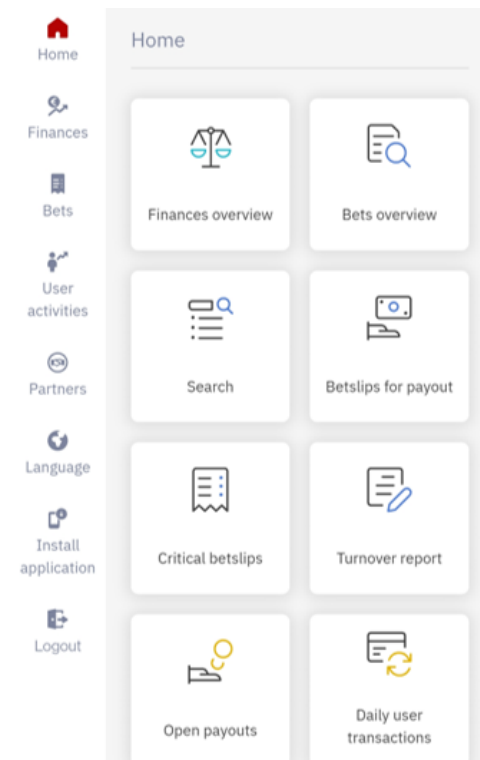 Home
Finances
Bets
User
activities
Partners
Language
Install
application
Logout
Home
Finances overview
Bets overview
Search
Betslips for payout
Critical betslips
Turnover report
Open payouts
Daily user
transactions